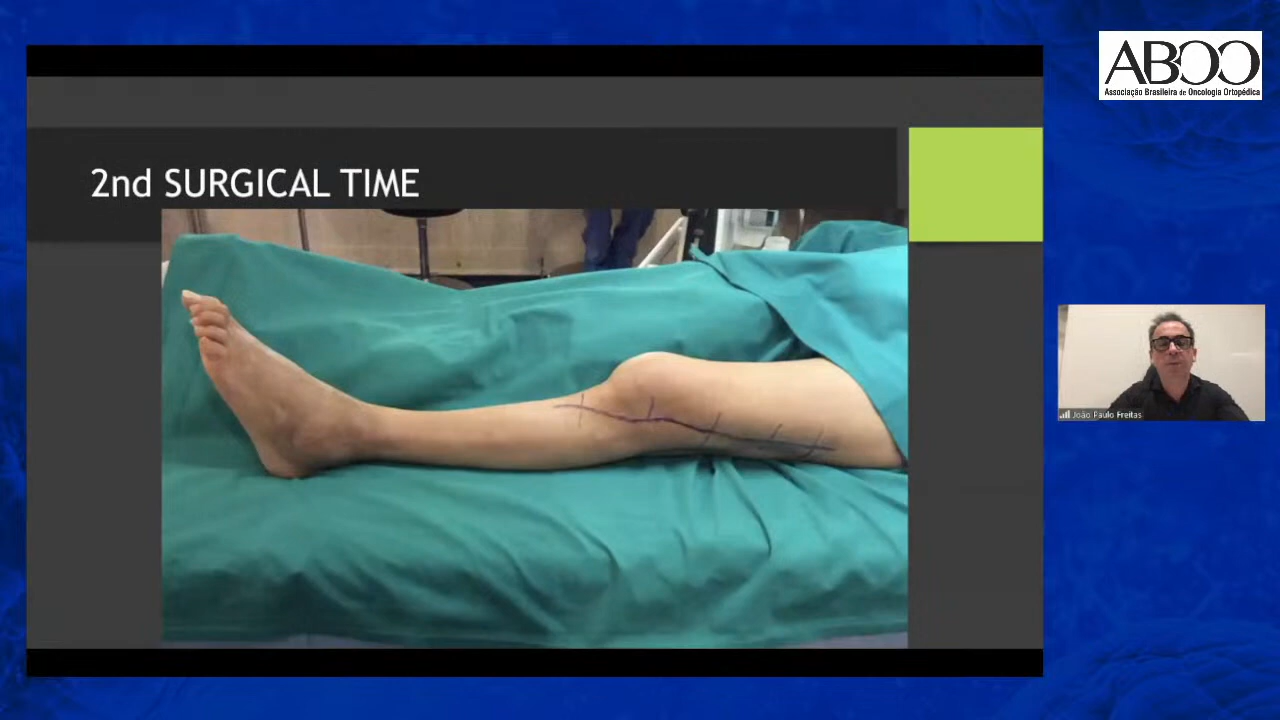 ABOO
Associação Brasileira de Oncologia Ortopédica
2nd SURGICAL TIME
João Paulo Freitas